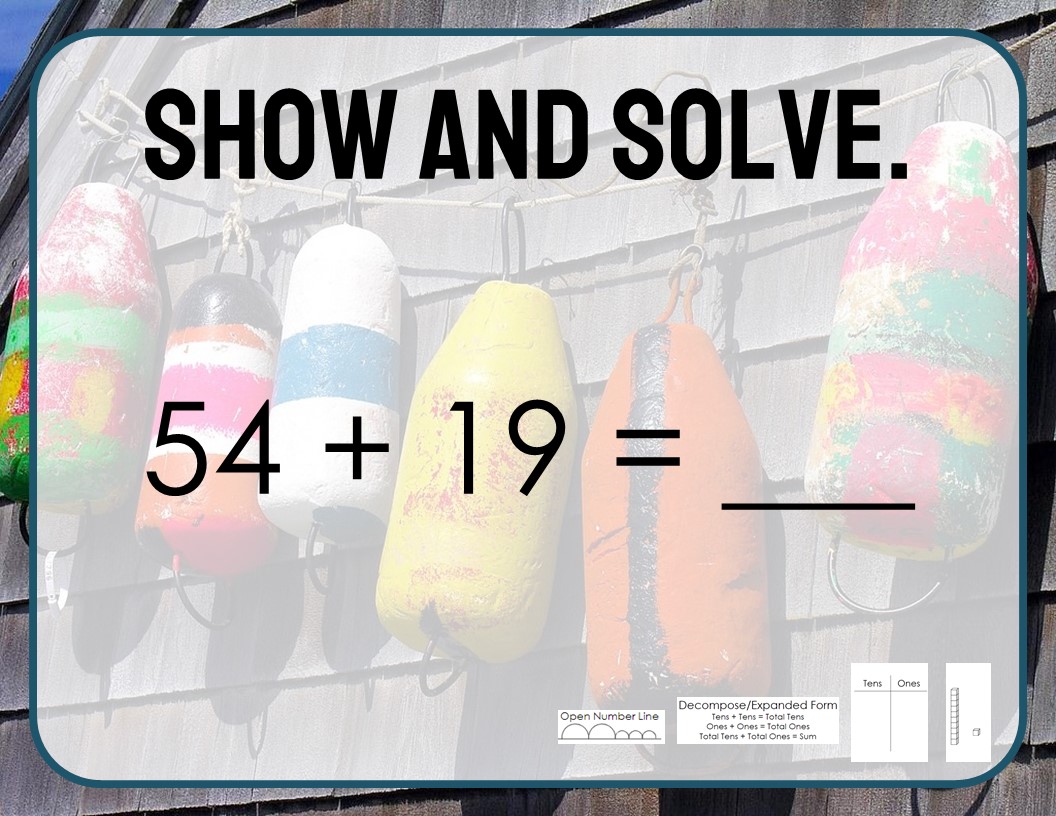 SHOW AND SOLVE.
54 + 19 = ____
Open Number Line
Decompose/Expanded Form
Tens + Tens = Total Tens
Ones + Ones = Total Ones
Total Tens + Total Ones = Sum
Tens Ones